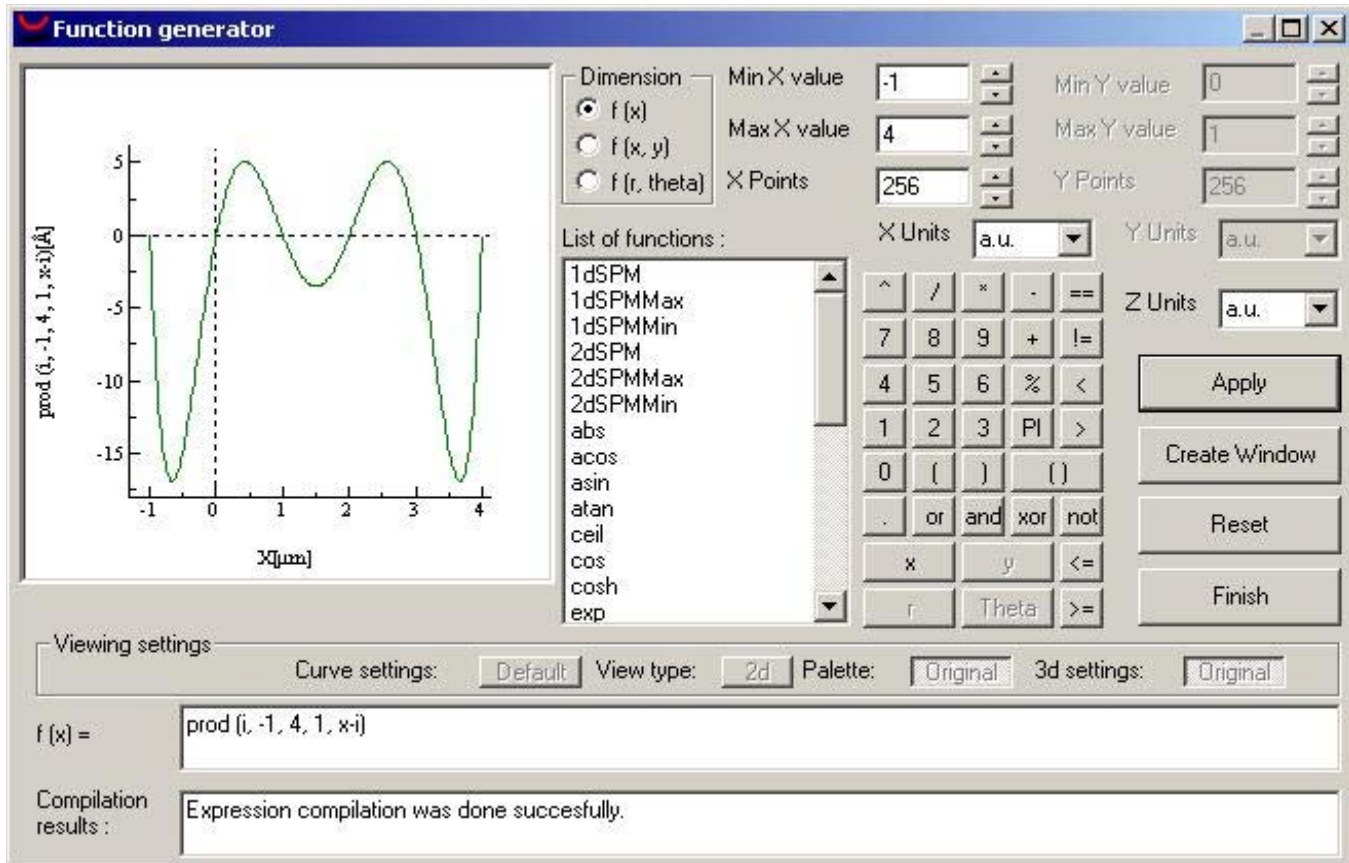 Function generator
5
0
-5
-10
-15
-1 0 1 2 3 4
prod (i, -1, 4, 1, x-i)[Å]
X[µm]
Dimension
f (x)
f (x, y)
f (r, theta)
Min X value -1
Max X value 4
X Points 256
Min Y value 0
Max Y value 1
Y Points 256
X Units a.u.
Y Units a.u.
Z Units a.u.
List of functions :
1dSPM
1dSPMMax
1dSPMMin
2dSPM
2dSPMMax
2dSPMMin
abs
acos
asin
atan
ceil
cos
cosh
exp
^ / * - ==
7 8 9 + !=
4 5 6 % <
1 2 3 PI >
0 ( ) ( )
. or and xor not
x y <=
r Theta >=
Apply
Create Window
Reset
Finish
Viewing settings
Curve settings: Default View type: 2d Palette: Original 3d settings: Original
f (x) = prod (i, -1, 4, 1, x-i)
Compilation
results :
Expression compilation was done succesfully.